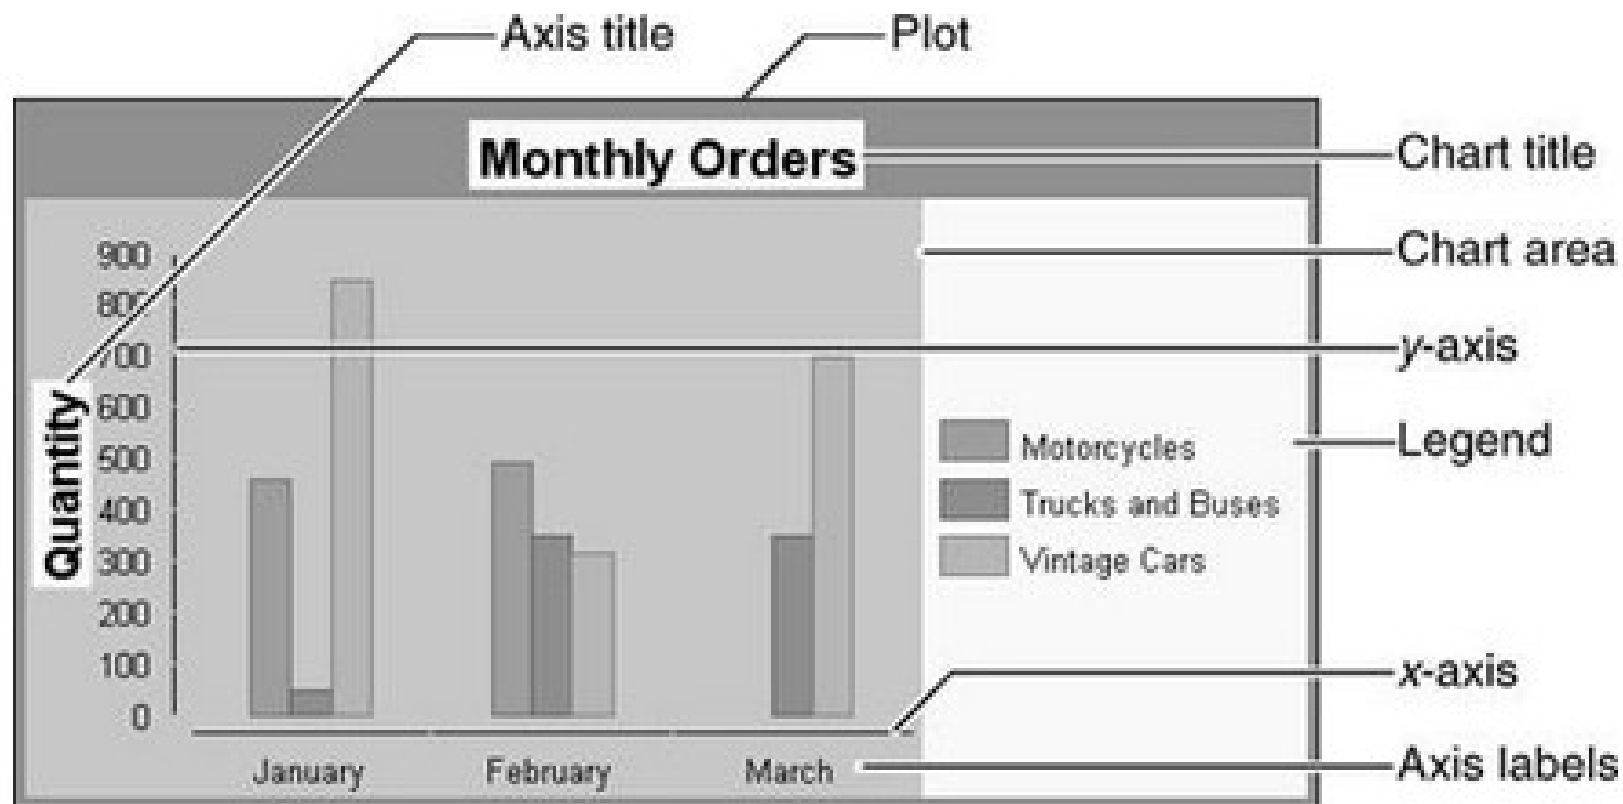 Axis title
Plot
Monthly Orders
Chart title
Chart area
900
800
700
600
500
400
300
200
100
0
Quantity
y-axis
Motorcycles
Trucks and Buses
Vintage Cars
Legend
x-axis
January
February
March
Axis labels